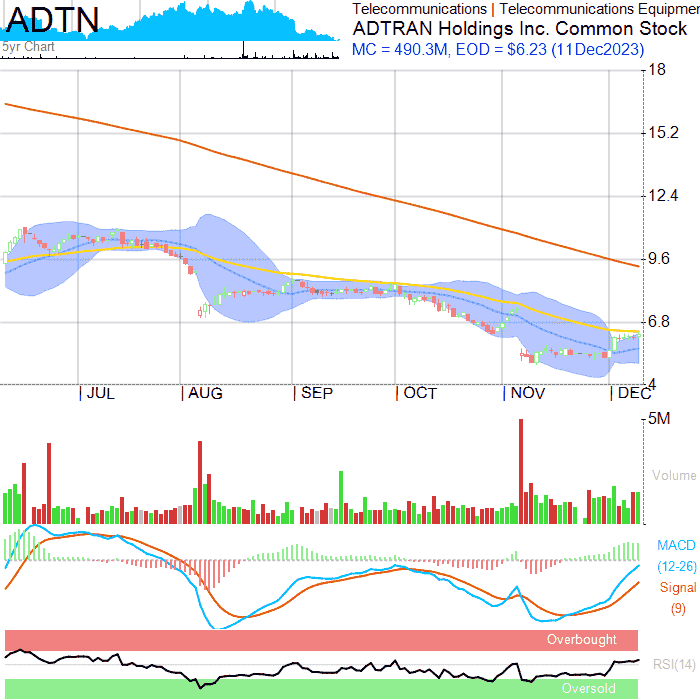 ADTN
5yr Chart
Telecommunications | Telecommunications Equipmen
ADTRAN Holdings Inc. Common Stock
MC = 490.3M, EOD = $6.23 (11Dec2023)
18
15.2
12.4
9.6
6.8
4
JUL AUG SEP OCT NOV DEC
5M
Volume
MACD
(12-26)
Signal
(9)
Overbought
RSI(14)
Oversold